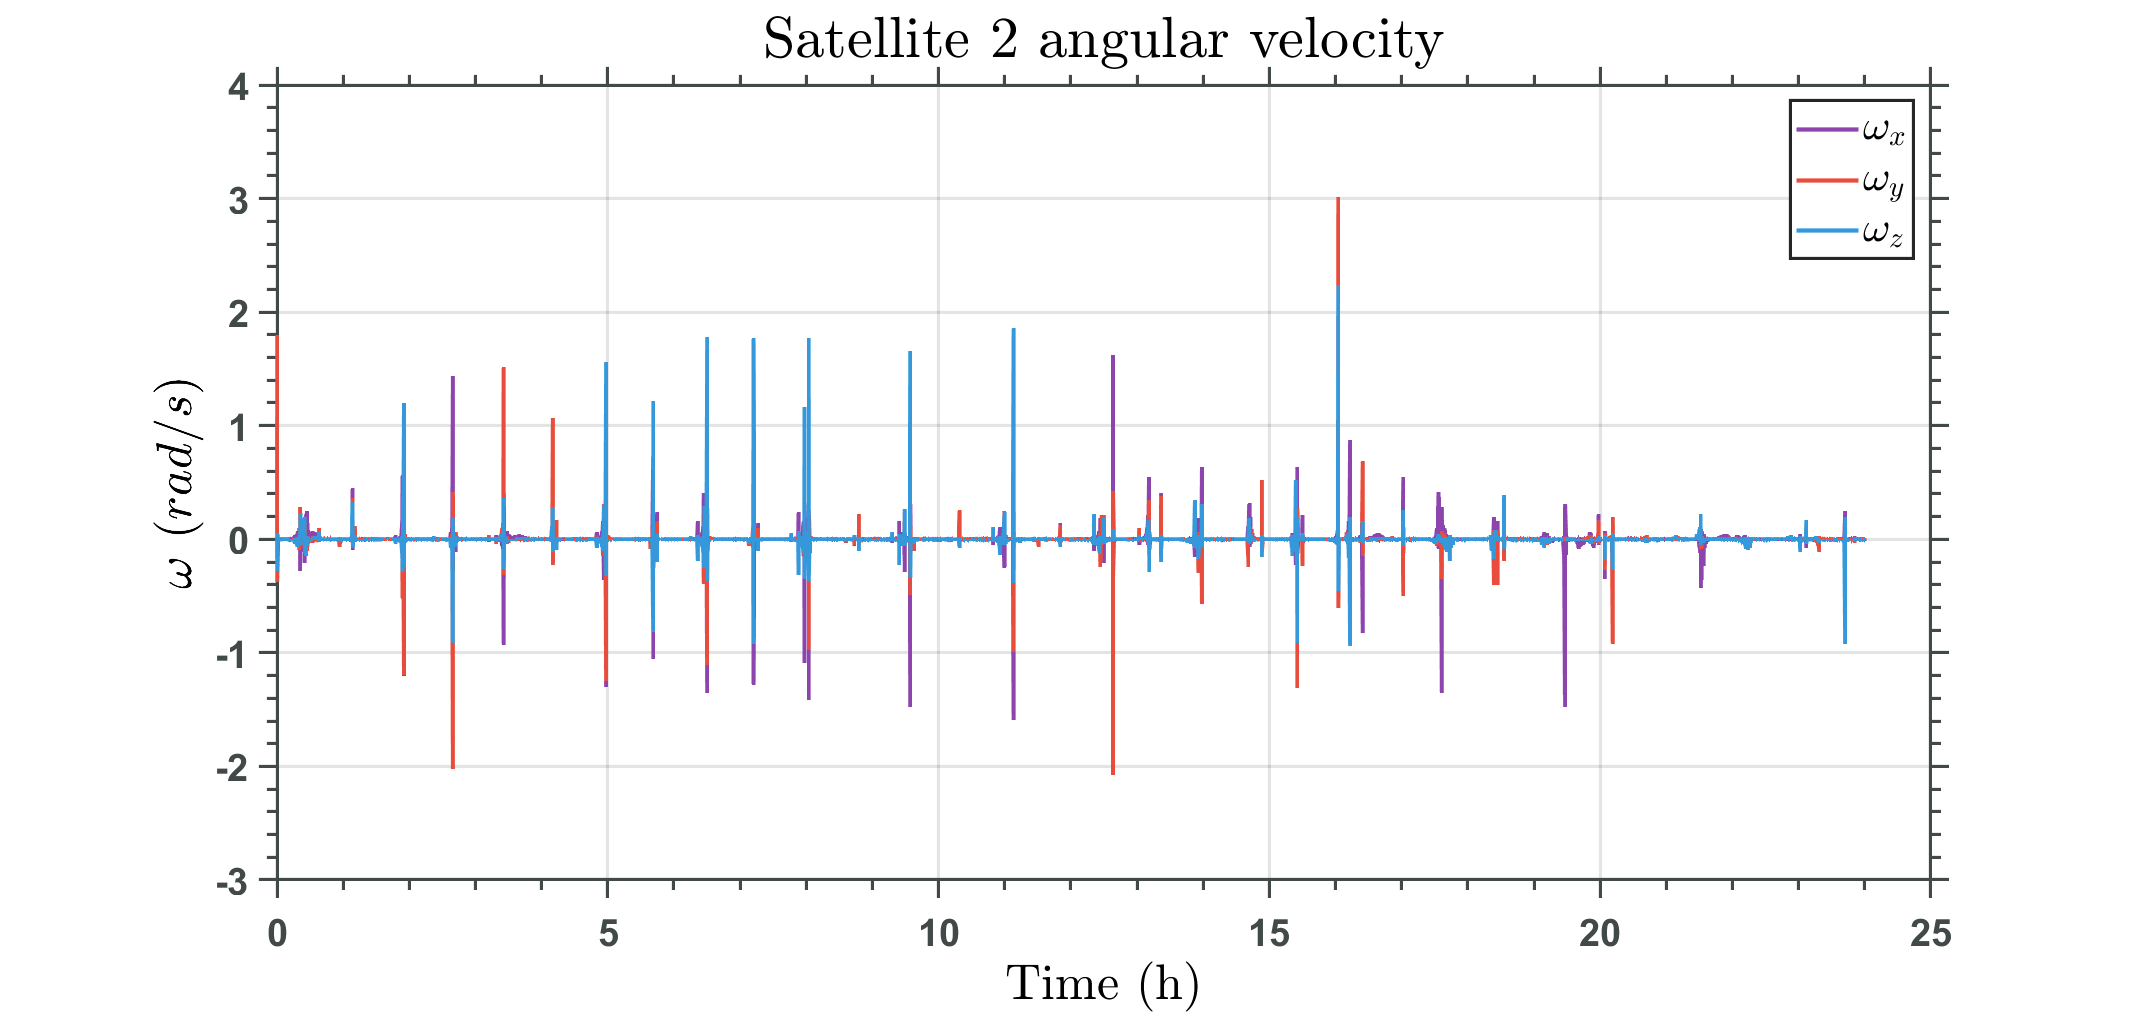 Satellite 2 angular velocity
4
3
2
1
0
-1
-2
-3
ω (rad/s)
ωx
ωy
ωz
0 5 10 15 20 25
Time (h)